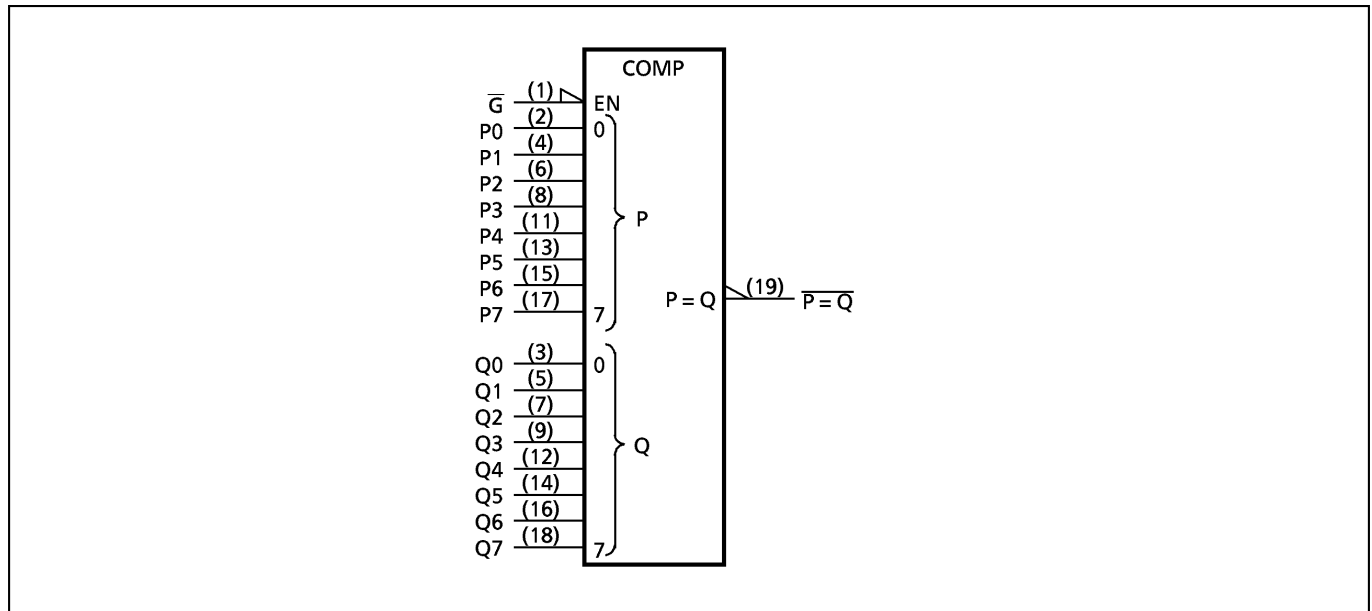 COMP
G̅ (1) EN
P0 (2) 0
P1 (4)
P2 (6)
P3 (8)
P4 (11) P
P5 (13)
P6 (15)
P7 (17) 7
P = Q (19) P̅ ̅=̅ ̅Q̅
Q0 (3) 0
Q1 (5)
Q2 (7)
Q3 (9) Q
Q4 (12)
Q5 (14)
Q6 (16)
Q7 (18) 7